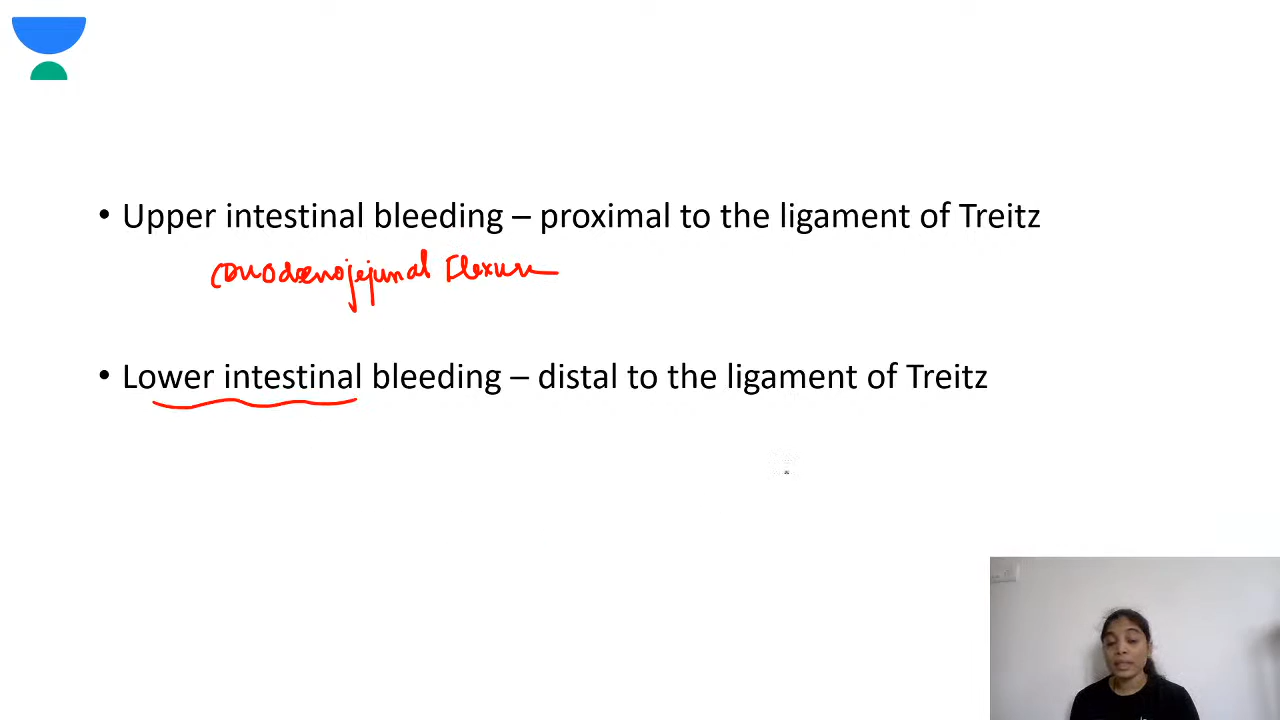 • Upper intestinal bleeding – proximal to the ligament of Treitz
(Duodenojejunal Flexure
• Lower intestinal bleeding – distal to the ligament of Treitz